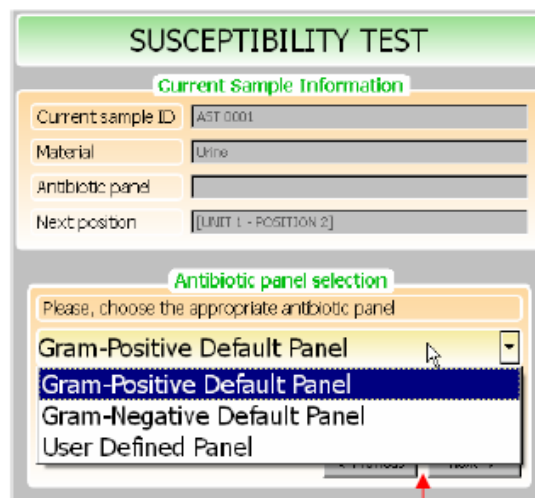 SUSCEPTIBILITY TEST
Current Sample Information
Current sample ID AST 0001
Material Urine
Antibiotic panel
Next position [UNIT 1 - POSITION 2]
Antibiotic panel selection
Please, choose the appropriate antibiotic panel
Gram-Positive Default Panel
Gram-Positive Default Panel
Gram-Negative Default Panel
User Defined Panel